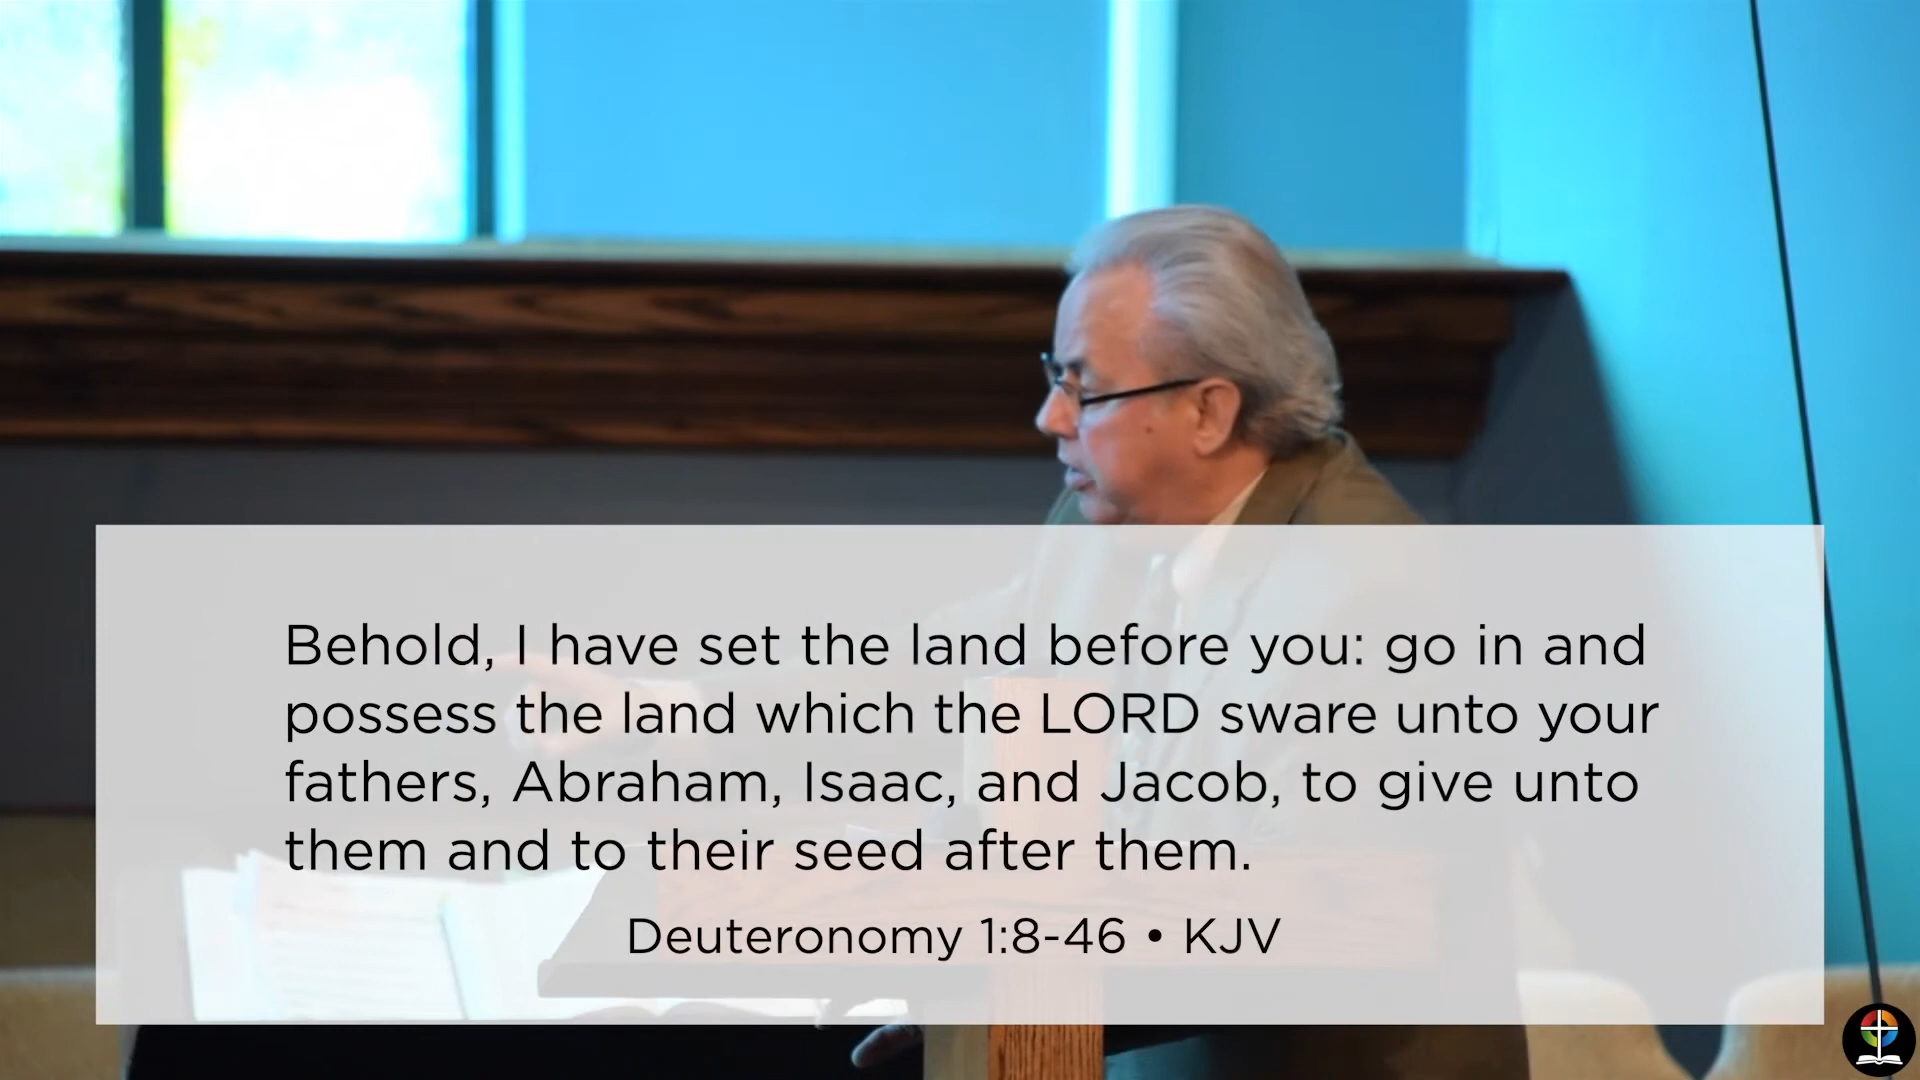 Behold, I have set the land before you: go in and
possess the land which the LORD sware unto your
fathers, Abraham, Isaac, and Jacob, to give unto
them and to their seed after them.
Deuteronomy 1:8-46 • KJV